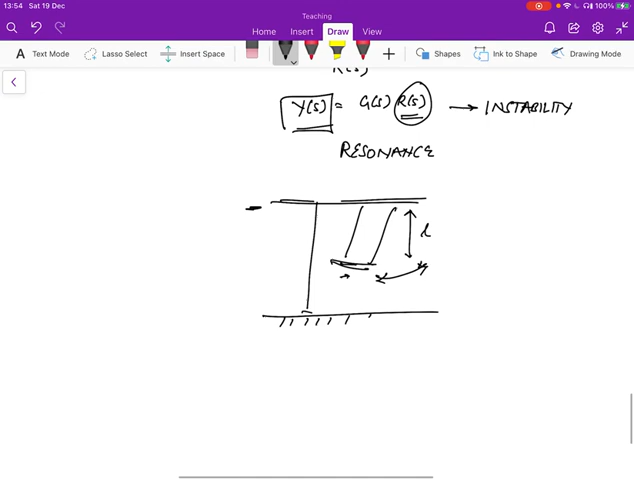 13:54 Sat 19 Dec
Teaching
100%
Home Insert Draw View
A Text Mode Lasso Select Insert Space Shapes Ink to Shape Drawing Mode
R(s)
Y(s) = G(s) R(s) → INSTABILITY
RESONANCE
l